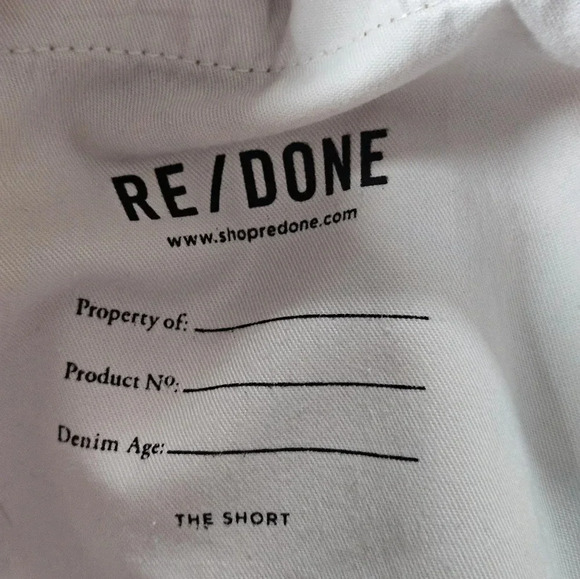 RE/DONE
www.shopredone.com
Property of:
Product Nº:
Denim Age:
THE SHORT